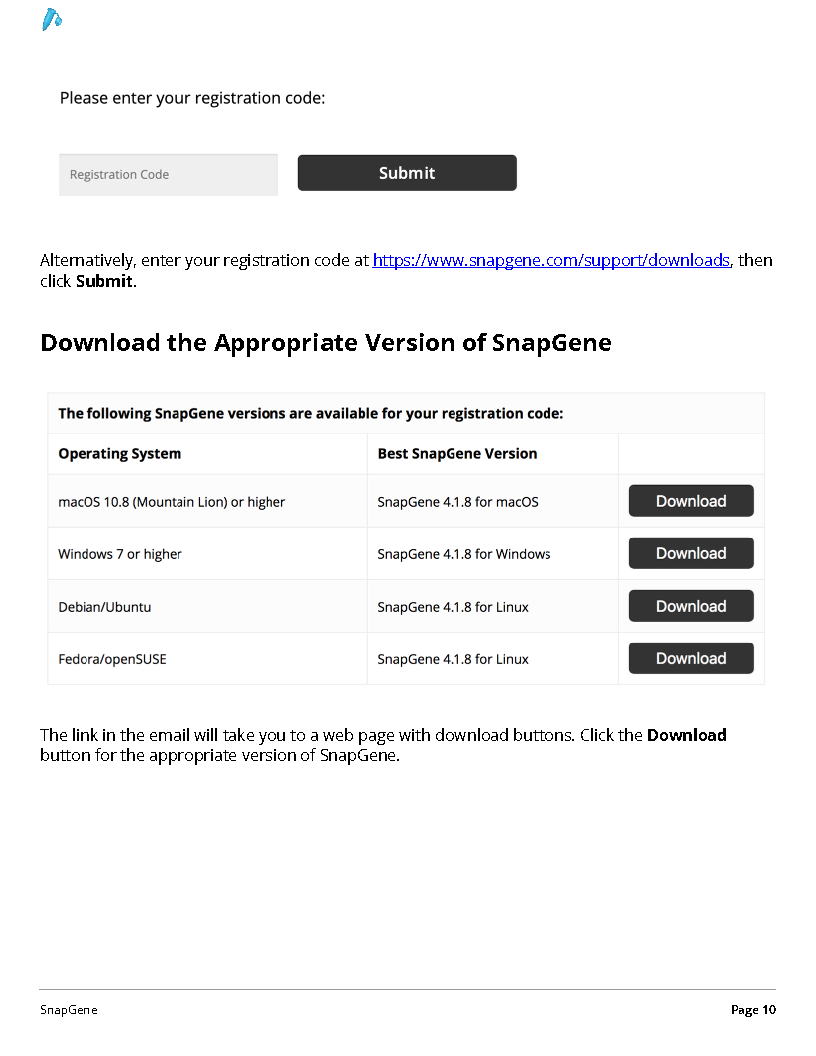 Please enter your registration code:
Registration Code
Submit
Alternatively, enter your registration code at https://www.snapgene.com/support/downloads, then
click Submit.
Download the Appropriate Version of SnapGene
The following SnapGene versions are available for your registration code:
Operating System Best SnapGene Version
macOS 10.8 (Mountain Lion) or higher SnapGene 4.1.8 for macOS Download
Windows 7 or higher SnapGene 4.1.8 for Windows Download
Debian/Ubuntu SnapGene 4.1.8 for Linux Download
Fedora/openSUSE SnapGene 4.1.8 for Linux Download
The link in the email will take you to a web page with download buttons. Click the Download
button for the appropriate version of SnapGene.
SnapGene Page 10